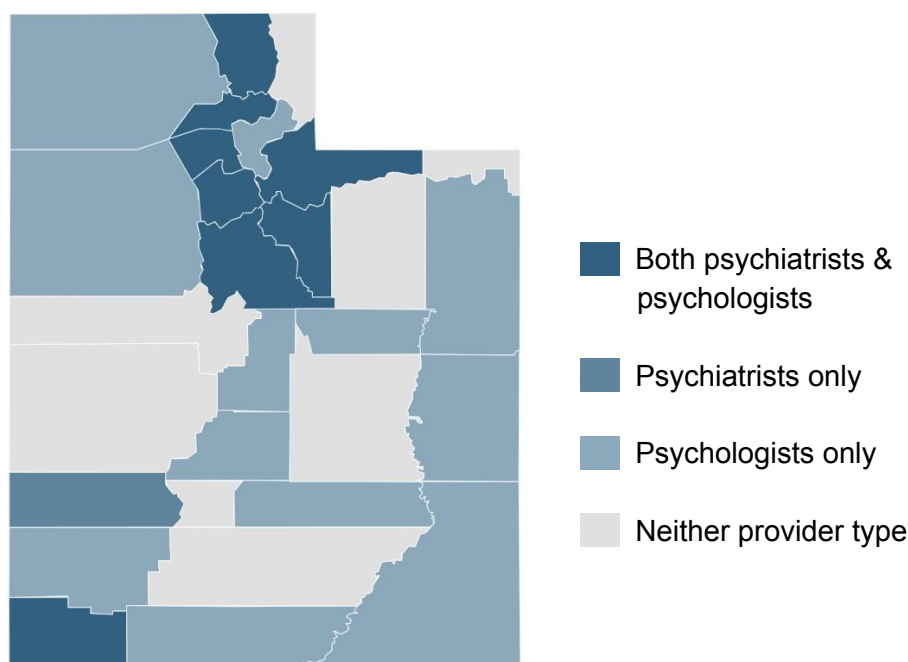 Both psychiatrists &
psychologists
Psychiatrists only
Psychologists only
Neither provider type